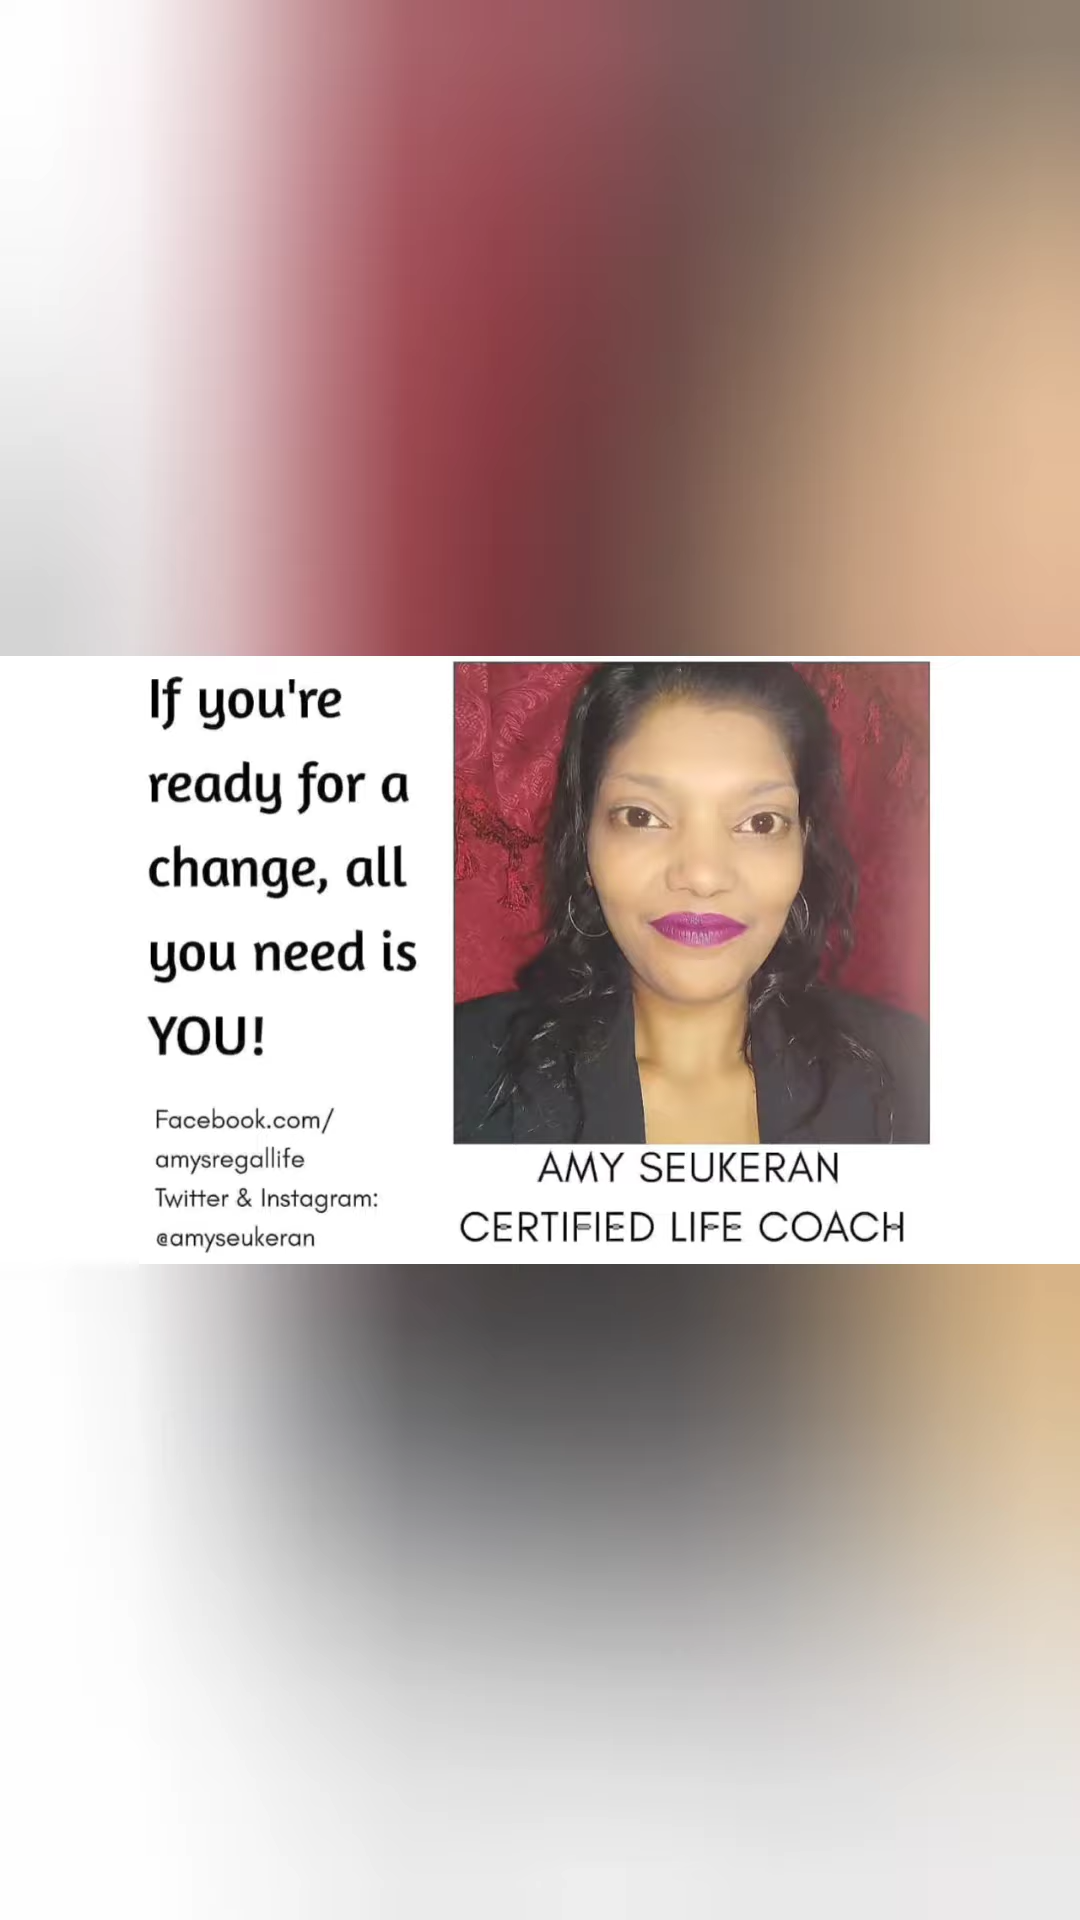 If you're
ready for a
change, all
you need is
YOU!
Facebook.com/
amysregallife
Twitter & Instagram:
@amyseukeran
AMY SEUKERAN
CERTIFIED LIFE COACH